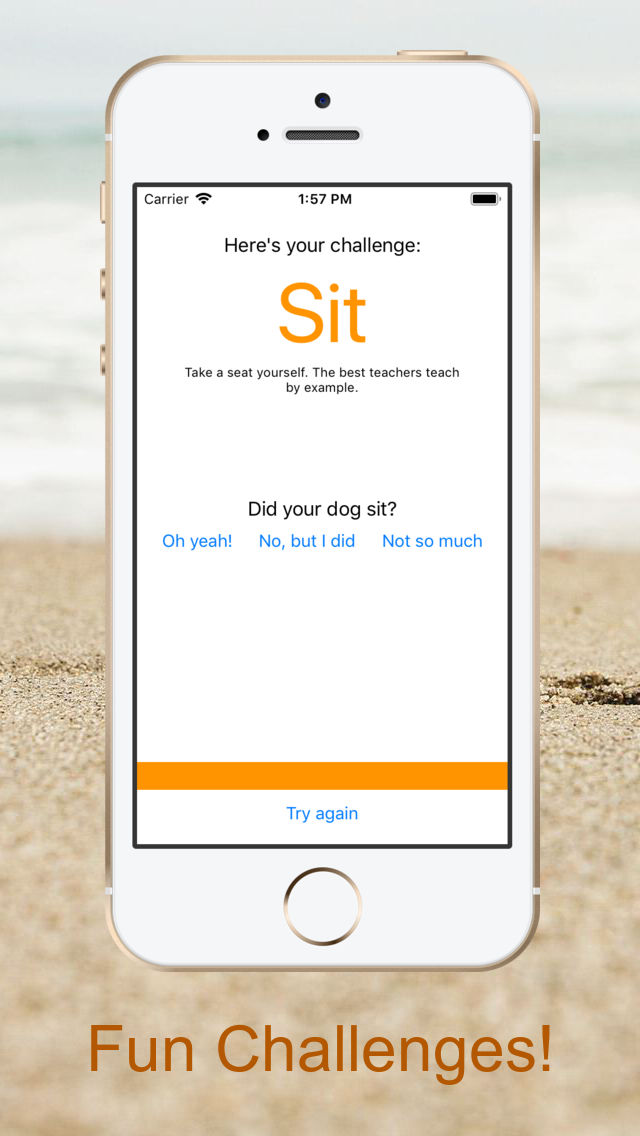 Carrier 1:57 PM
Here's your challenge:
Sit
Take a seat yourself. The best teachers teach
by example.
Did your dog sit?
Oh yeah! No, but I did Not so much
Try again
Fun Challenges!